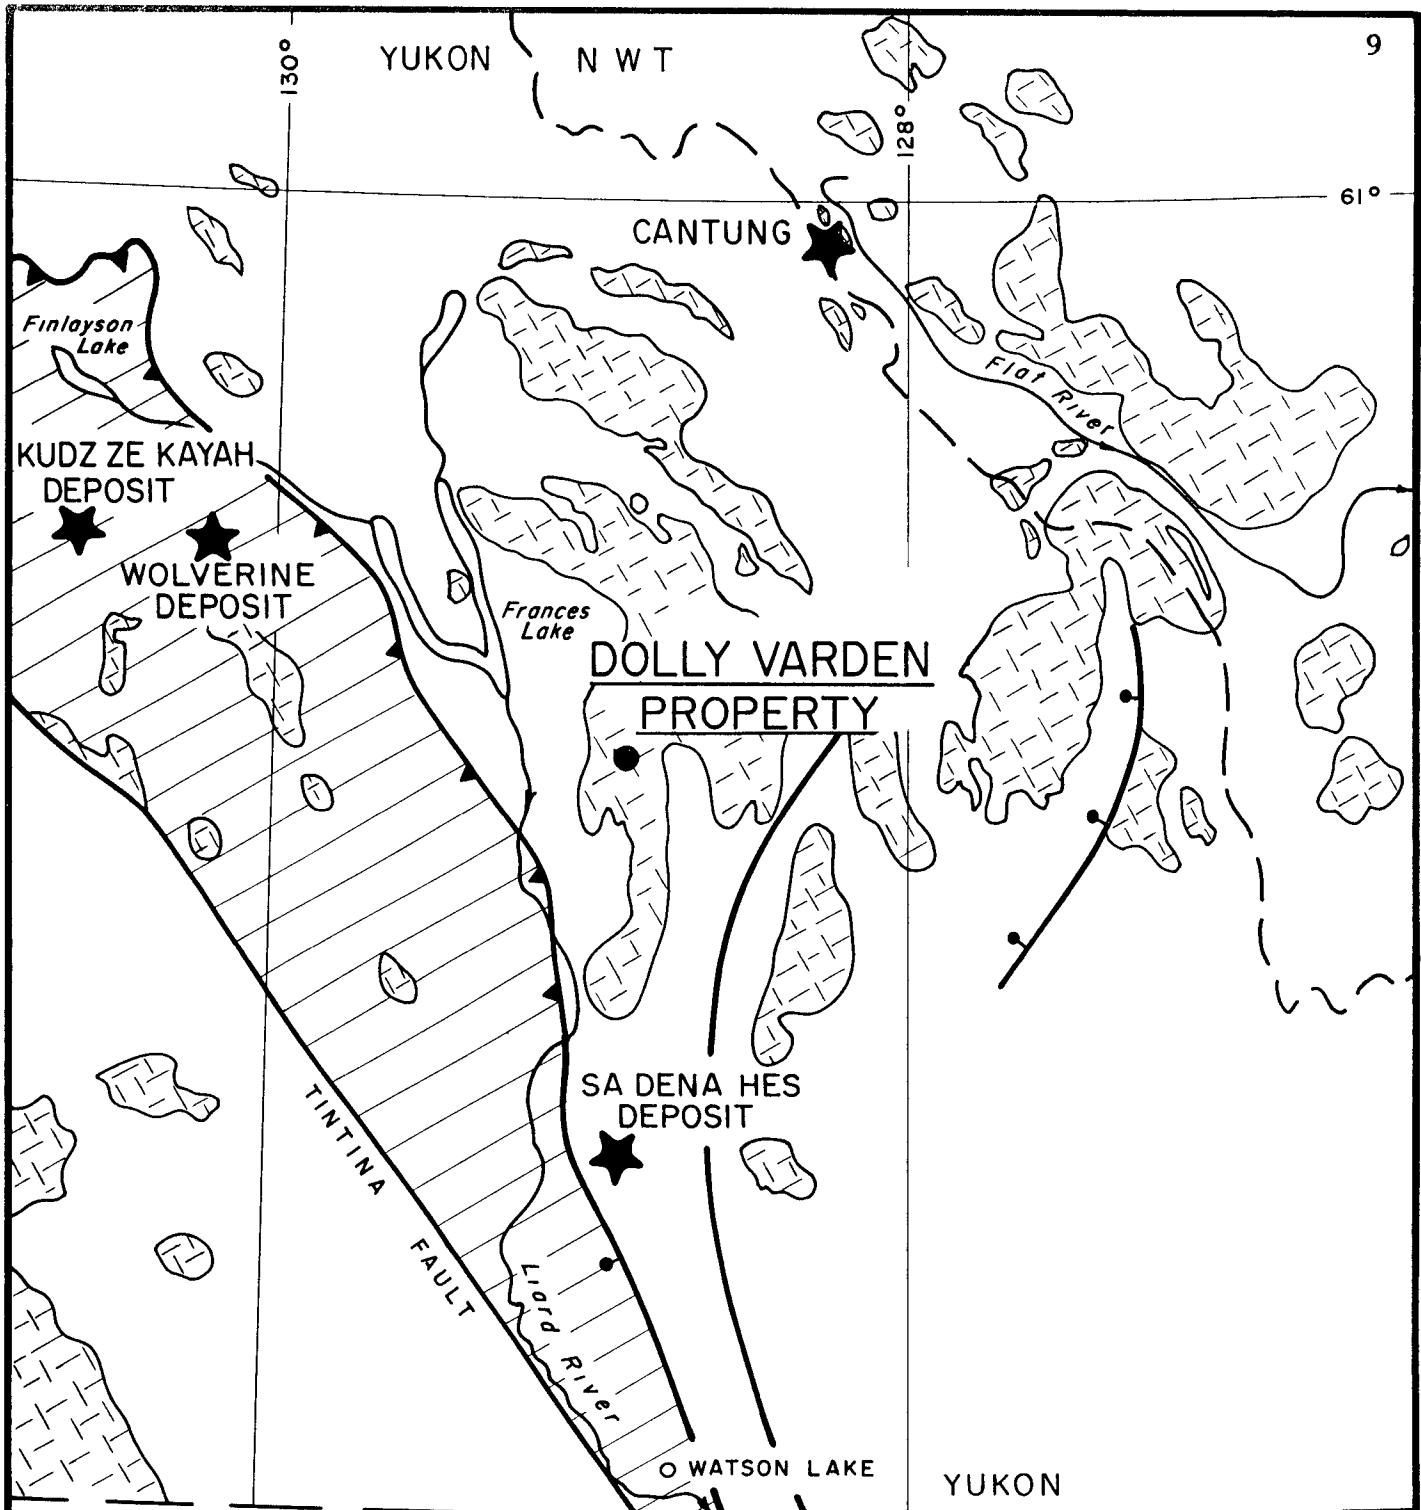 9
YUKON
N W T
130°
128°
61°
CANTUNG
Finlayson
Lake
Flat River
KUDZ ZE KAYAH
DEPOSIT
WOLVERINE
DEPOSIT
Frances
Lake
DOLLY VARDEN
PROPERTY
SA DENA HES
DEPOSIT
TINTINA FAULT
Liard River
WATSON LAKE
YUKON